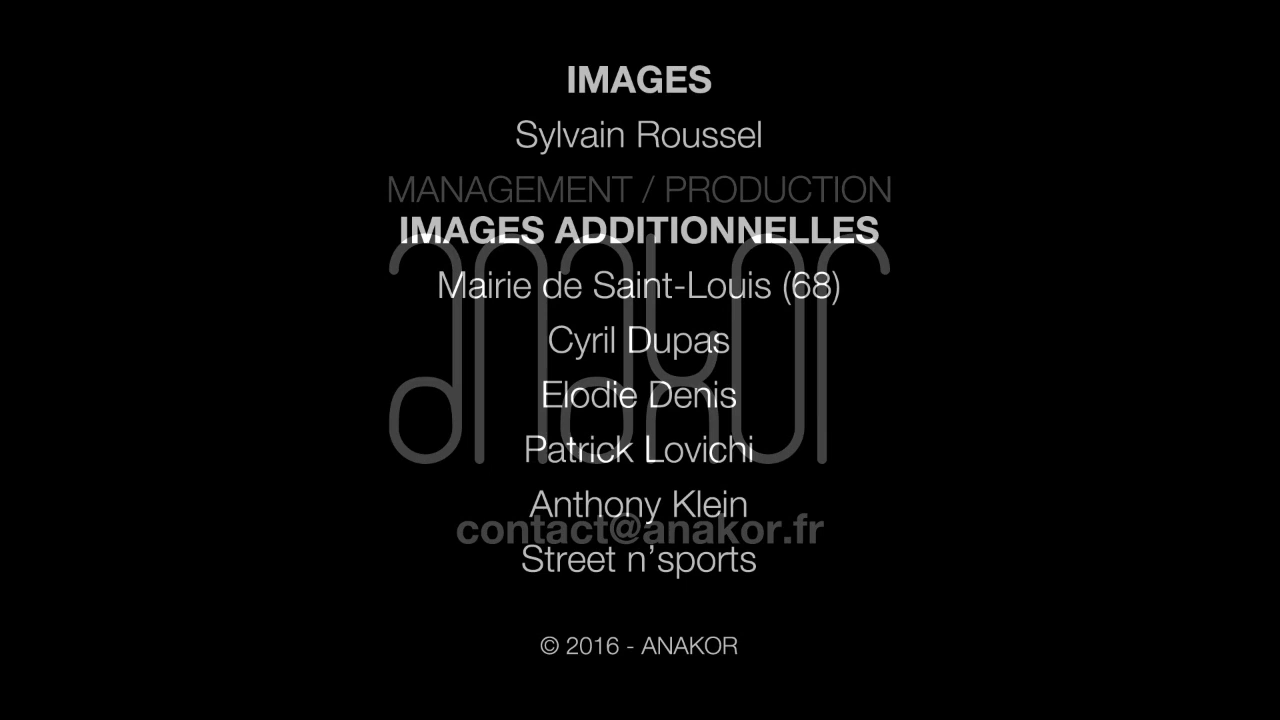 IMAGES
Sylvain Roussel
MANAGEMENT / PRODUCTION
IMAGES ADDITIONNELLES
anakor
Mairie de Saint-Louis (68)
Cyril Dupas
Elodie Denis
Patrick Lovichi
Anthony Klein
contact@anakor.fr
Street n’sports
© 2016 - ANAKOR